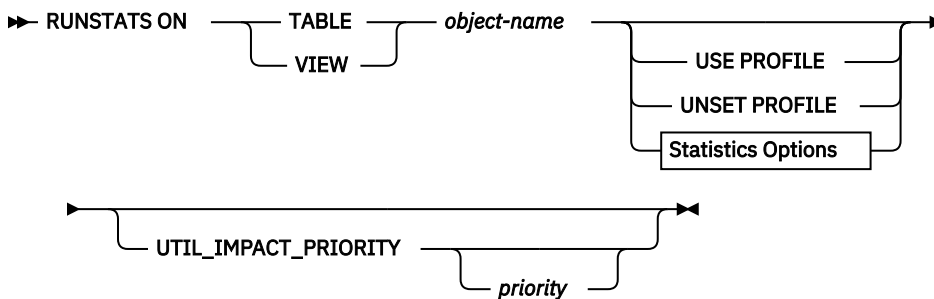 RUNSTATS ON TABLE object-name
VIEW USE PROFILE
UNSET PROFILE
Statistics Options
UTIL_IMPACT_PRIORITY
priority